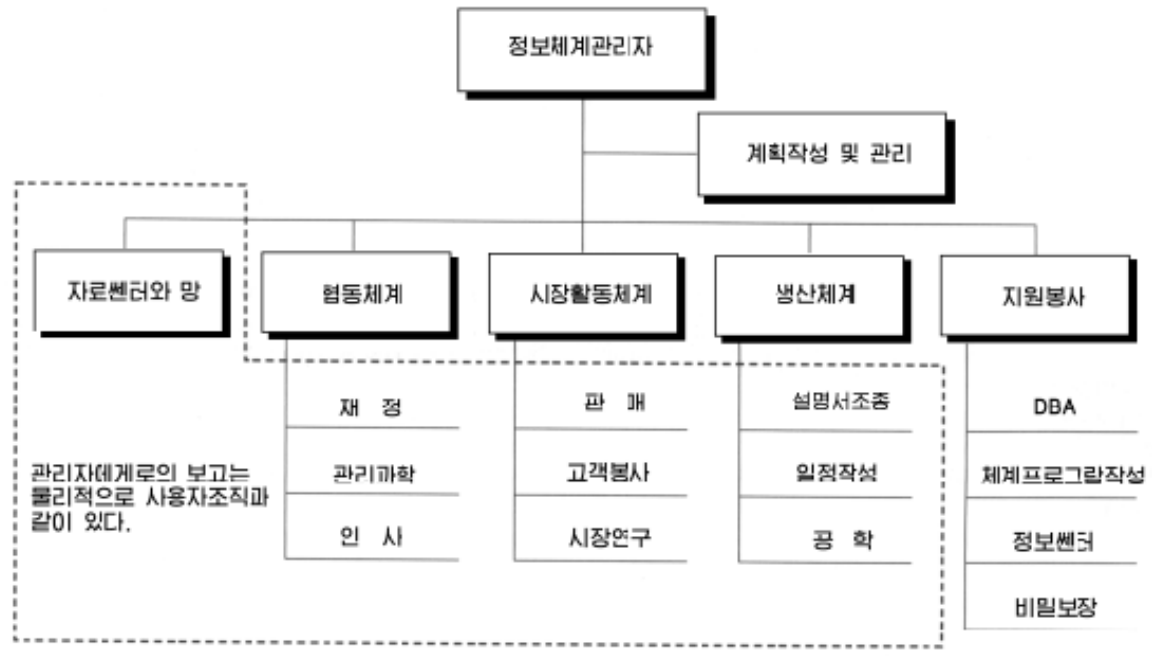 정보체계관리자
계획작성 및 관리
자료쎈터와 망
협동체계
시장활동체계
생산체계
지원봉사
재 정
관리과학
인 사
판 매
고객봉사
시장연구
설명서조종
일정작성
공 학
DBA
체계프로그람작성
정보쎈터
비밀보장
관리자에게로의 보고는
물리적으로 사용자조직과
같이 있다.